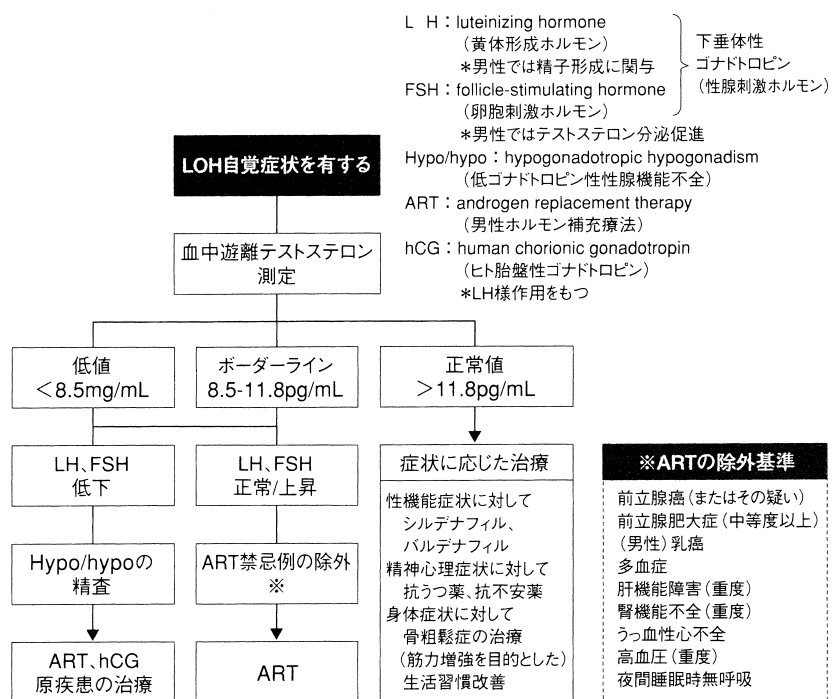 L H：luteinizing hormone
（黄体形成ホルモン）
＊男性では精子形成に関与
FSH：follicle-stimulating hormone
（卵胞刺激ホルモン）
＊男性ではテストステロン分泌促進
下垂体性
ゴナドトロピン
（性腺刺激ホルモン）
Hypo/hypo：hypogonadotropic hypogonadism
（低ゴナドトロピン性性腺機能不全）
ART：androgen replacement therapy
（男性ホルモン補充療法）
hCG：human chorionic gonadotropin
（ヒト胎盤性ゴナドトロピン）
＊LH様作用をもつ
LOH自覚症状を有する
血中遊離テストステロン
測定
低値
＜8.5mg/mL
ボーダーライン
8.5-11.8pg/mL
正常値
＞11.8pg/mL
LH、FSH
低下
LH、FSH
正常/上昇
Hypo/hypoの
精査
ART禁忌例の除外
※
ART、hCG
原疾患の治療
ART
症状に応じた治療
性機能症状に対して
シルデナフィル、
バルデナフィル
精神心理症状に対して
抗うつ薬、抗不安薬
身体症状に対して
骨粗鬆症の治療
（筋力増強を目的とした）
生活習慣改善
※ARTの除外基準
前立腺癌（またはその疑い）
前立腺肥大症（中等度以上）
（男性）乳癌
多血症
肝機能障害（重度）
腎機能不全（重度）
うっ血性心不全
高血圧（重度）
夜間睡眠時無呼吸